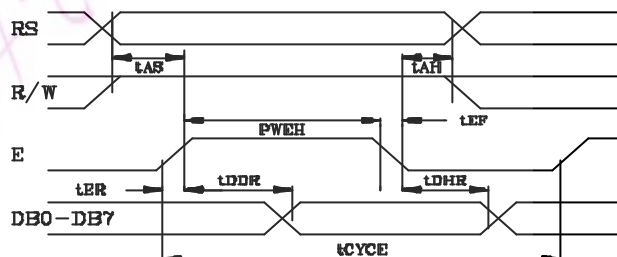 RS
tAS
tAH
R/W
PWEH
tEF
E
tER
tDDR
tDHR
DB0-DB7
tCYCE